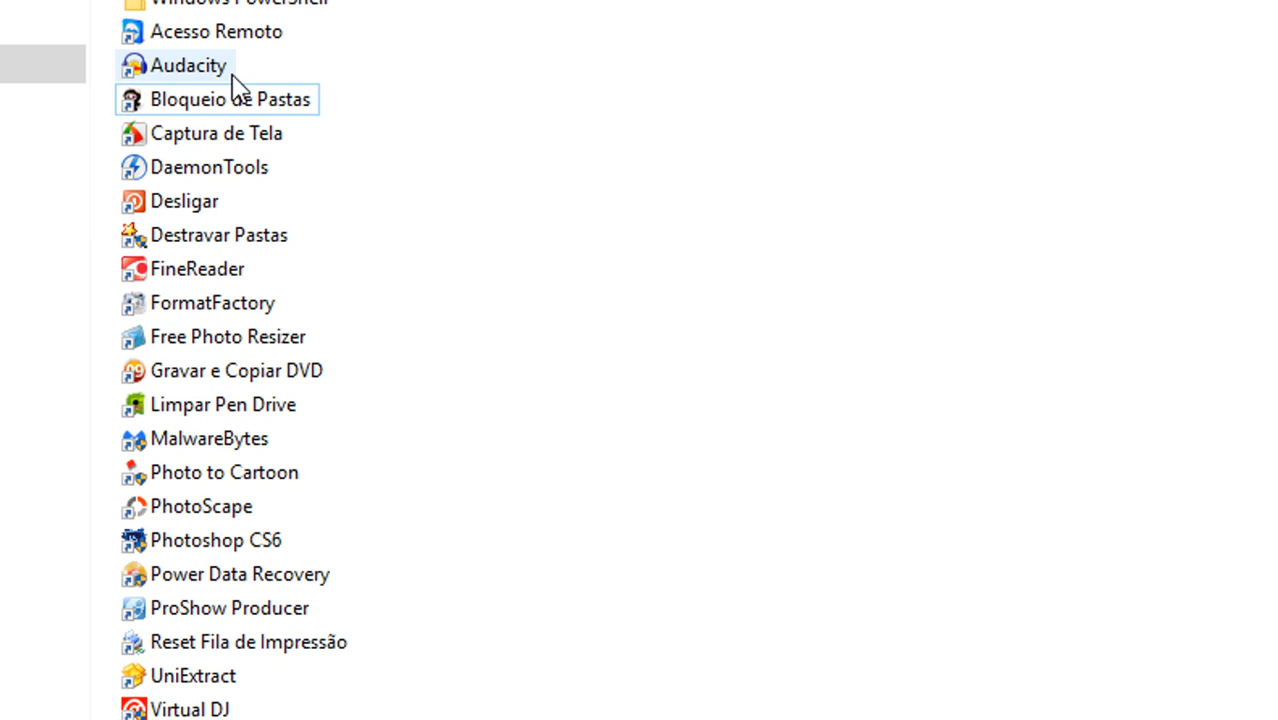 Windows PowerShell
Acesso Remoto
Audacity
Bloqueio de Pastas
Captura de Tela
DaemonTools
Desligar
Destravar Pastas
FineReader
FormatFactory
Free Photo Resizer
Gravar e Copiar DVD
Limpar Pen Drive
MalwareBytes
Photo to Cartoon
PhotoScape
Photoshop CS6
Power Data Recovery
ProShow Producer
Reset Fila de Impressão
UniExtract
Virtual DJ